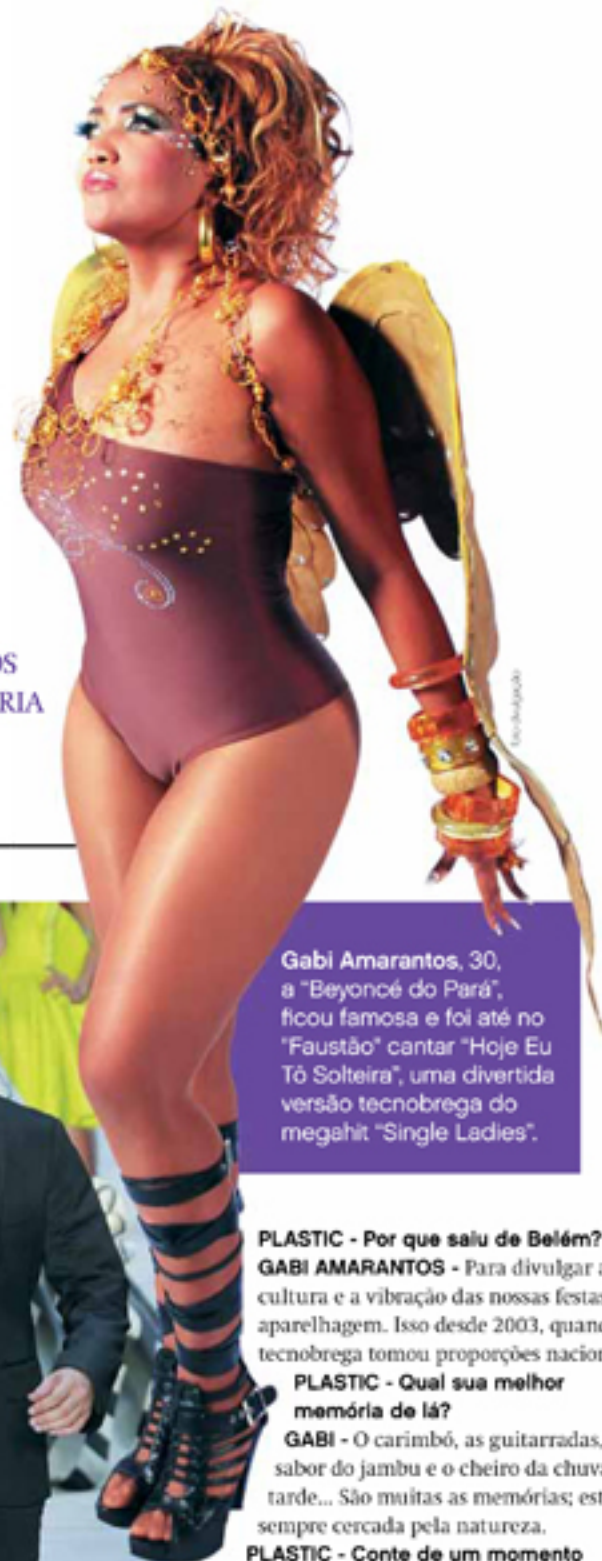 OS
RIA
foto divulgação
Gabi Amarantos, 30,
a "Beyoncé do Pará",
ficou famosa e foi até no
"Faustão" cantar "Hoje Eu
Tô Solteira", uma divertida
versão tecnobrega do
megahit "Single Ladies".
PLASTIC - Por que saiu de Belém?
GABI AMARANTOS - Para divulgar a
cultura e a vibração das nossas festas
aparelhagem. Isso desde 2003, quand
tecnobrega tomou proporções nacion
PLASTIC - Qual sua melhor
memória de lá?
GABI - O carimbó, as guitarradas,
sabor do jambu e o cheiro da chuva
tarde... São muitas as memórias; est
sempre cercada pela natureza.
PLASTIC - Conte de um momento